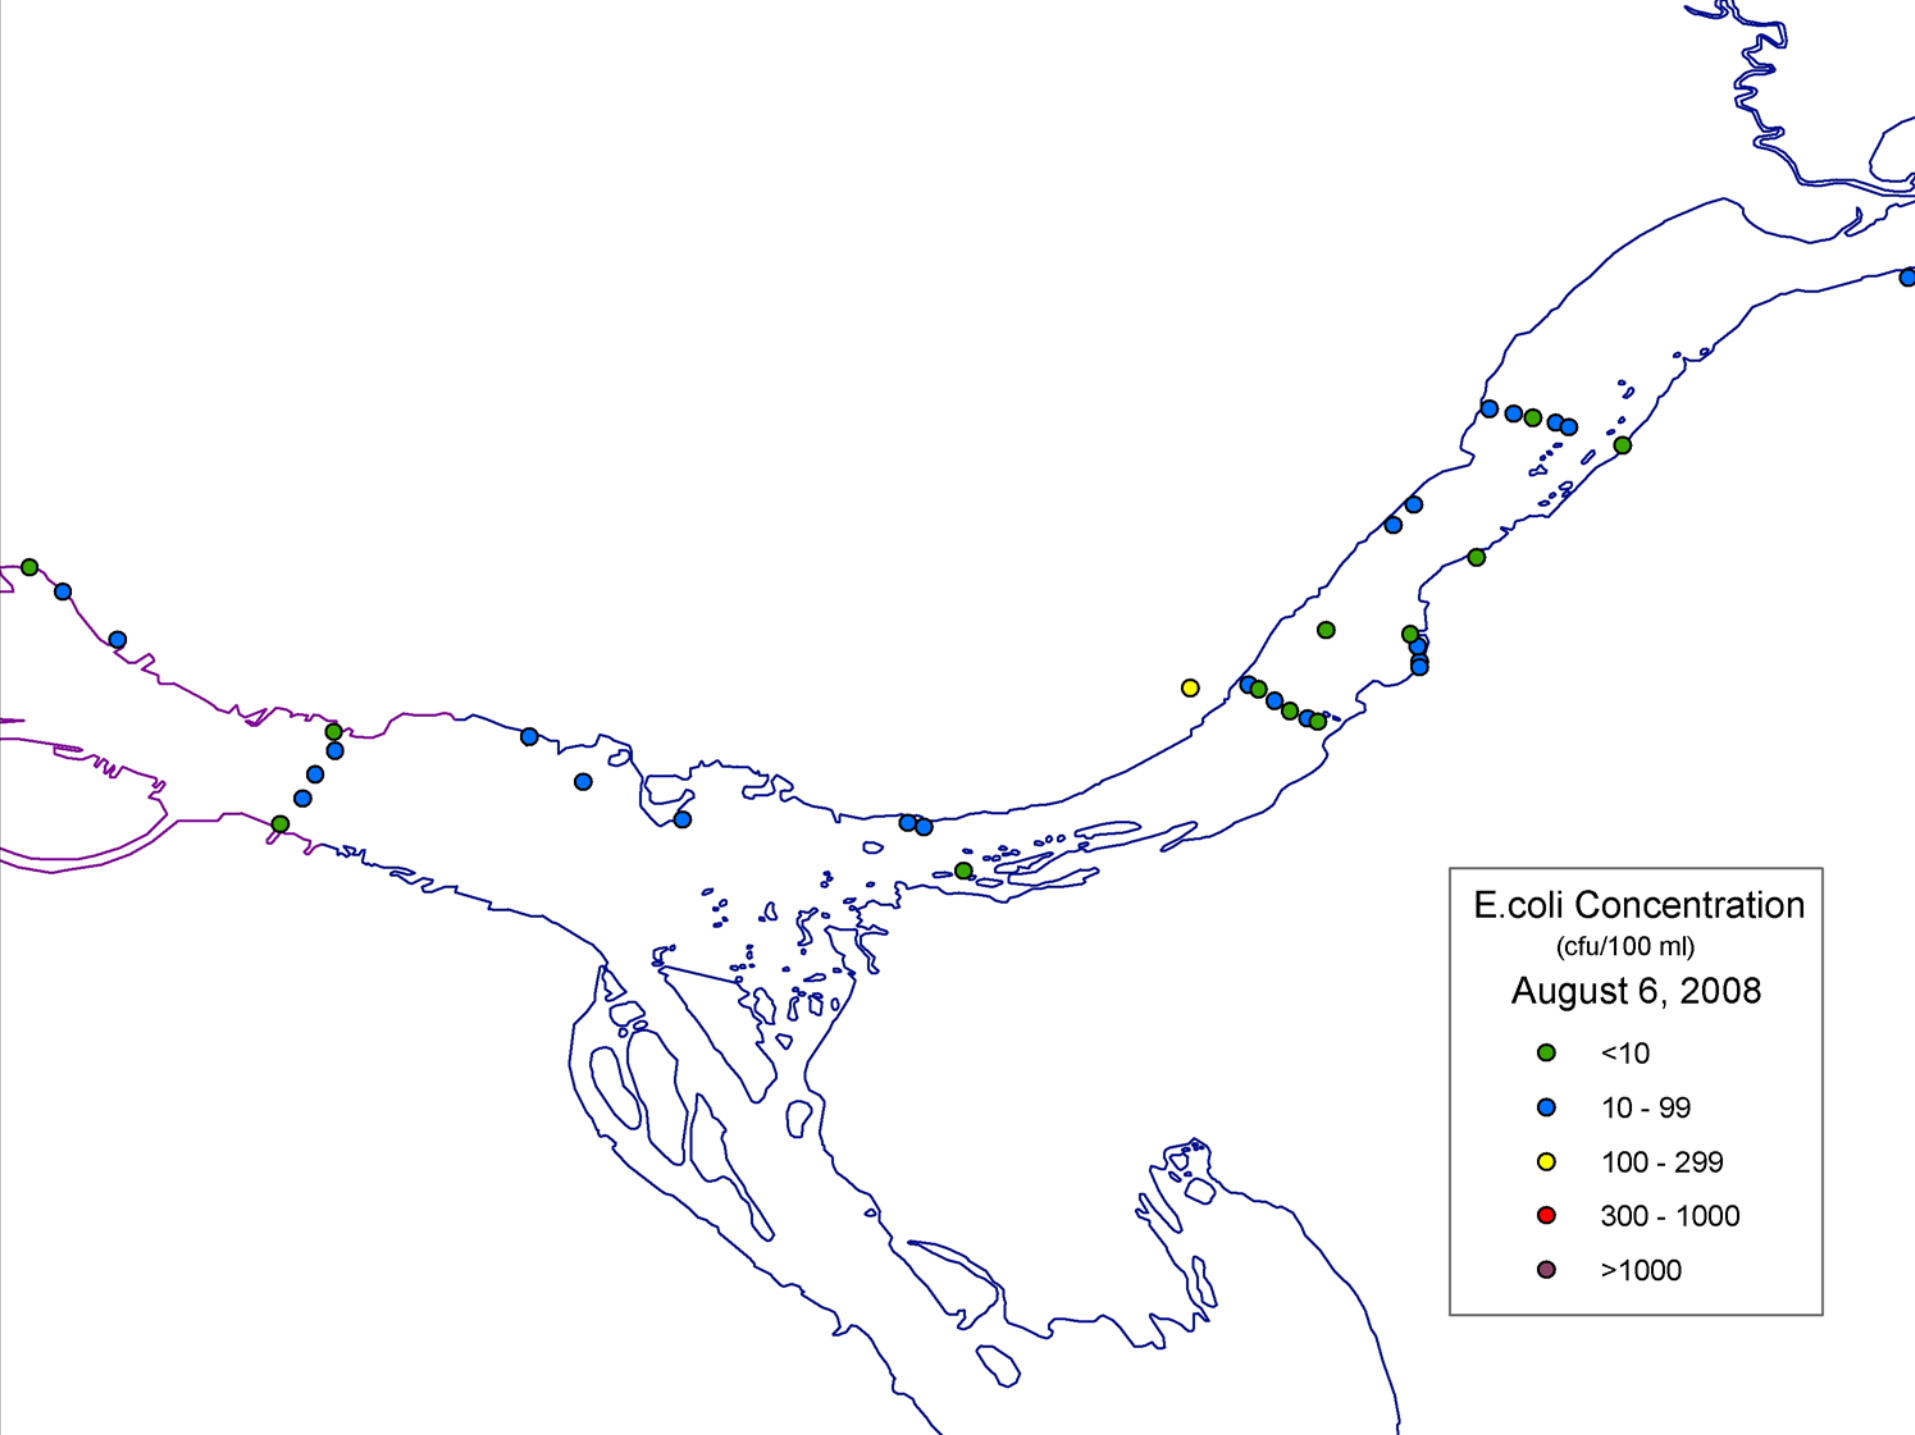 E.coli Concentration
(cfu/100 ml)
August 6, 2008
<10
10 - 99
100 - 299
300 - 1000
>1000